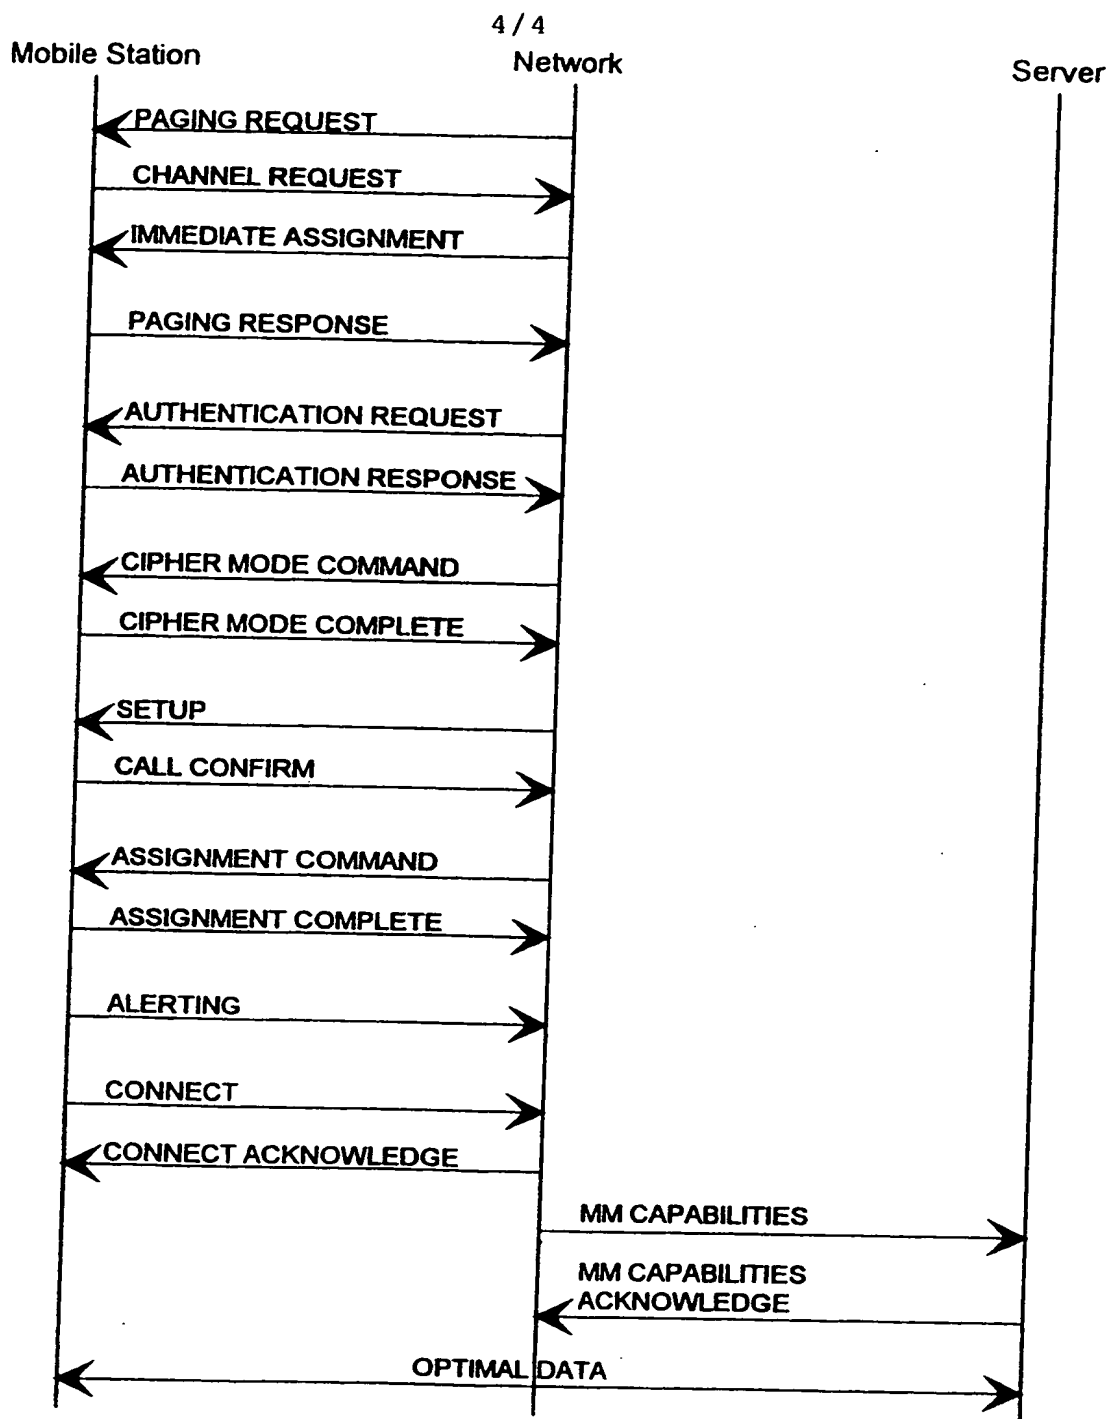 4/4
Mobile Station
Network
Server
PAGING REQUEST
CHANNEL REQUEST
IMMEDIATE ASSIGNMENT
PAGING RESPONSE
AUTHENTICATION REQUEST
AUTHENTICATION RESPONSE
CIPHER MODE COMMAND
CIPHER MODE COMPLETE
SETUP
CALL CONFIRM
ASSIGNMENT COMMAND
ASSIGNMENT COMPLETE
ALERTING
CONNECT
CONNECT ACKNOWLEDGE
MM CAPABILITIES
MM CAPABILITIES
ACKNOWLEDGE
OPTIMAL DATA